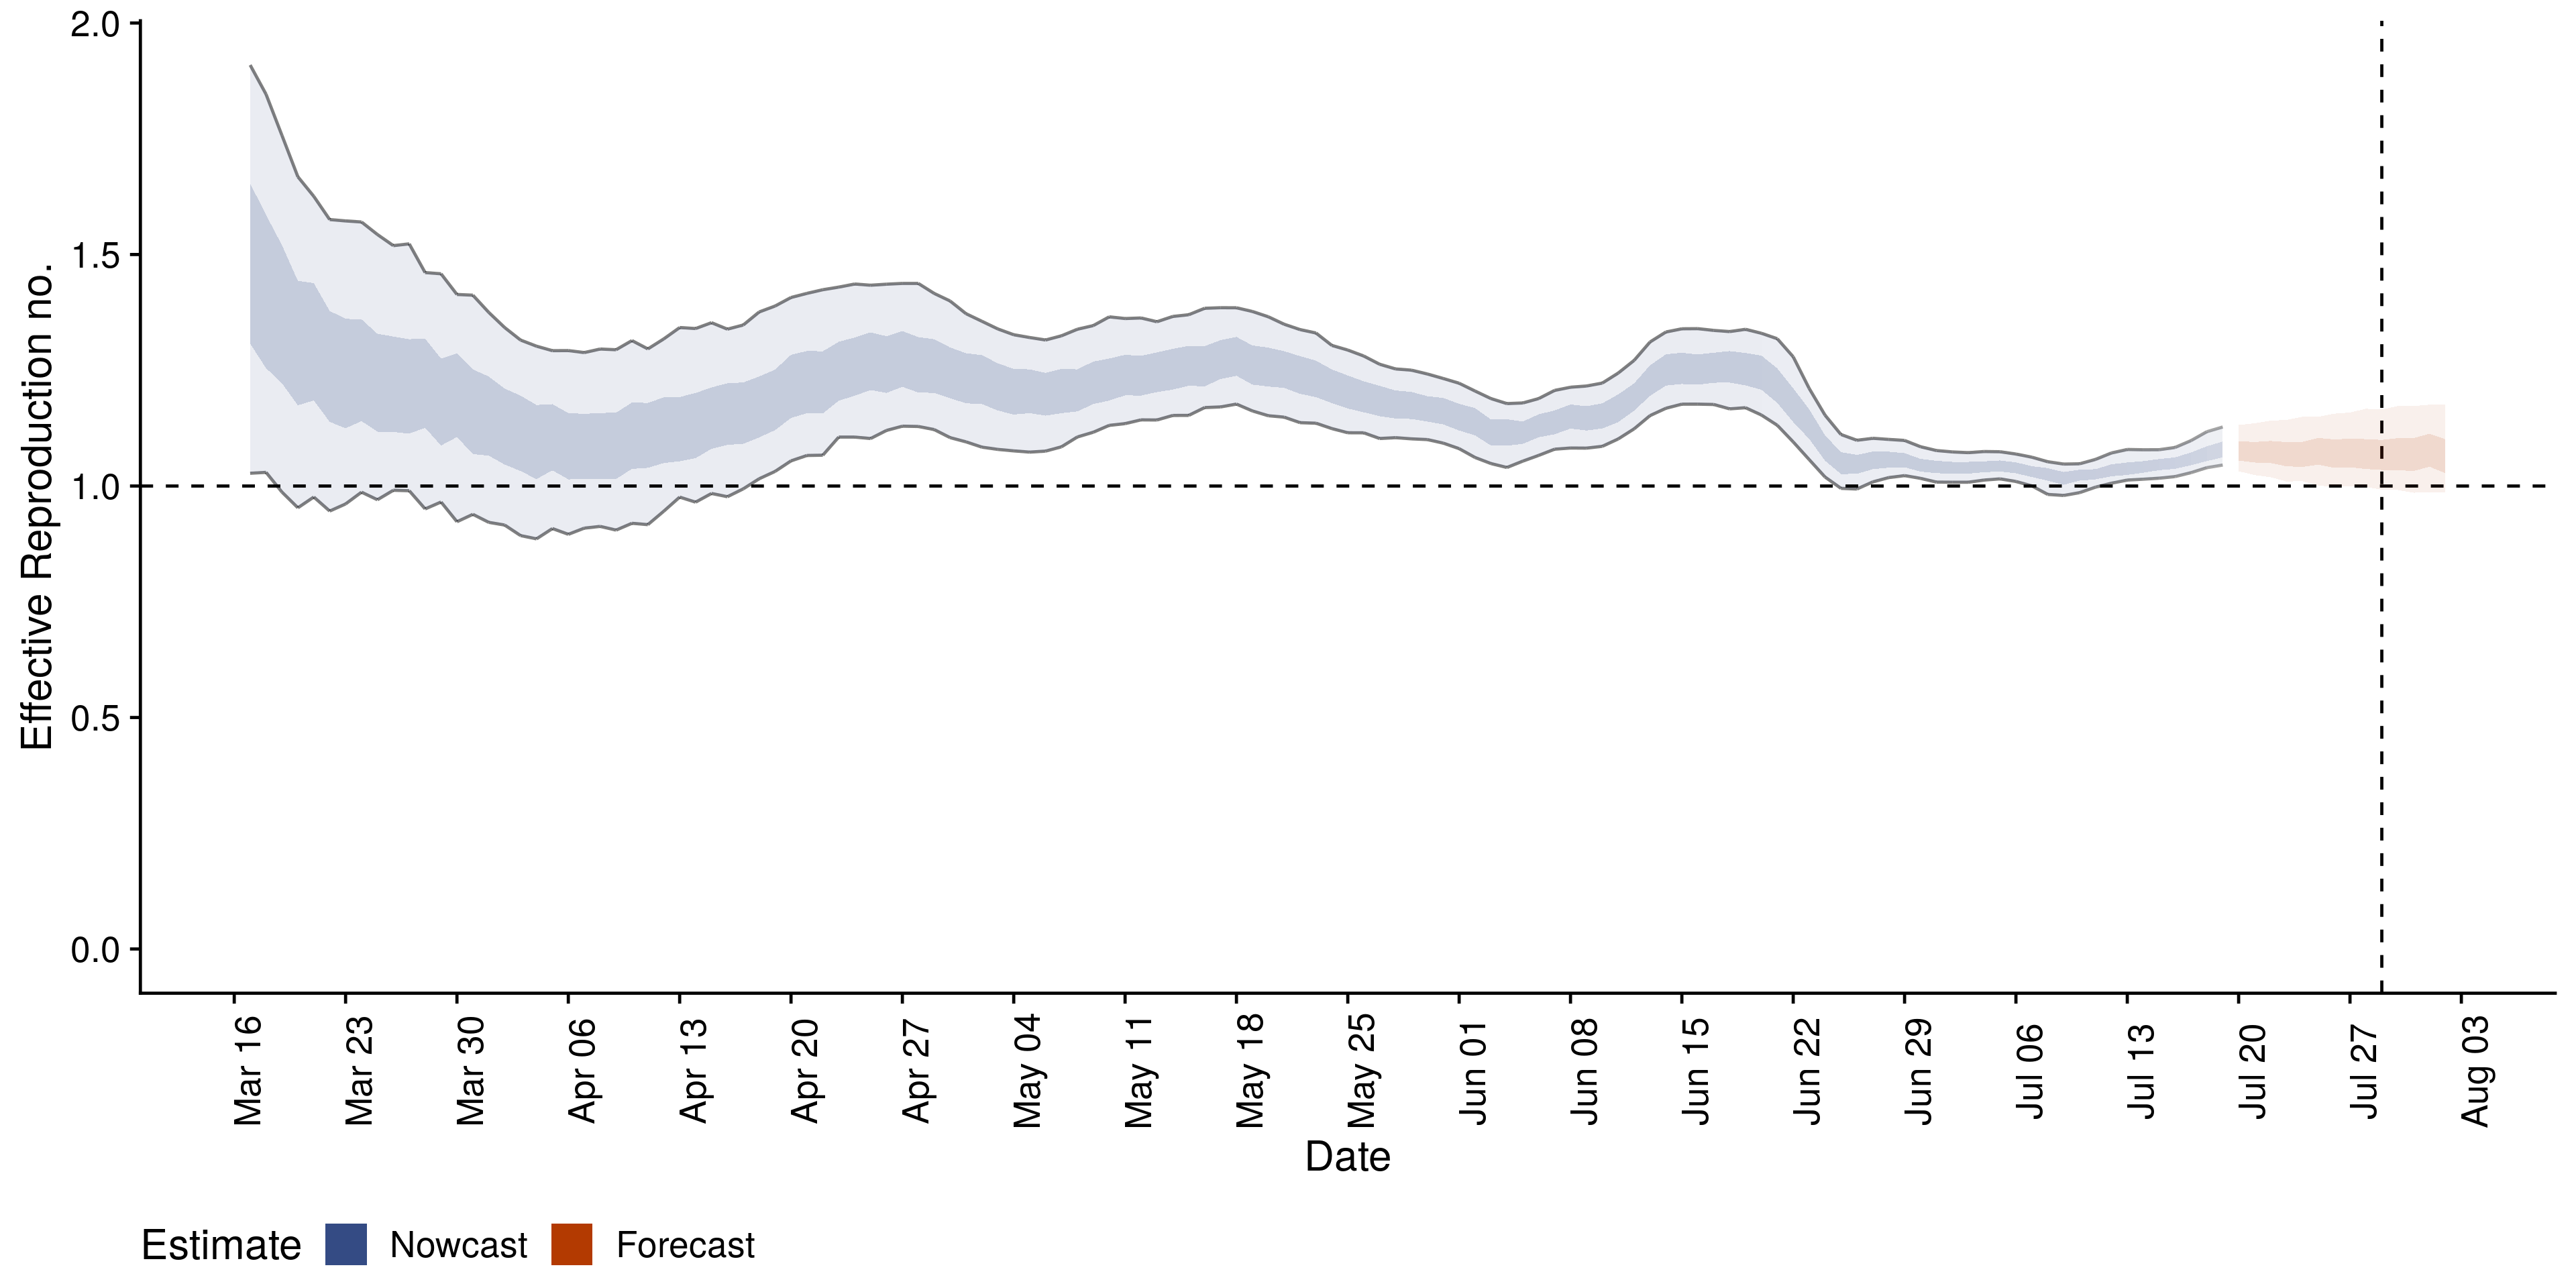 Effective Reproduction no.
2.0
1.5
1.0
0.5
0.0
Mar 16
Mar 23
Mar 30
Apr 06
Apr 13
Apr 20
Apr 27
May 04
May 11
May 18
May 25
Jun 01
Jun 08
Jun 15
Jun 22
Jun 29
Jul 06
Jul 13
Jul 20
Jul 27
Aug 03
Date
Estimate Nowcast Forecast